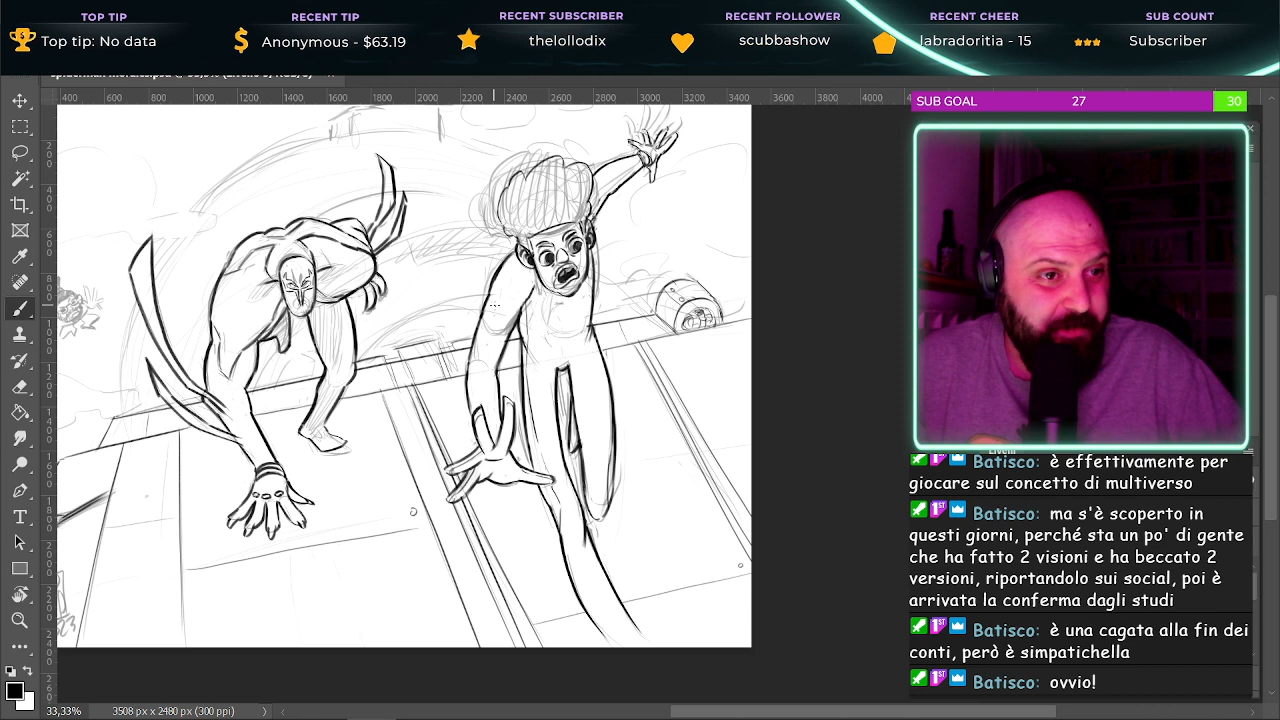 TOP TIP
Top tip: No data
RECENT TIP
Anonymous - $63.19
RECENT SUBSCRIBER
thelollodix
RECENT FOLLOWER
scubbashow
RECENT CHEER
labradoritia - 15
SUB COUNT
Subscriber
400 600 800 1000 1200 1400 1600 1800 2000 2200 2400 2600 2800 3000 3200 3400 3600 3800 4000
SUB GOAL 27 30
Livelli
Batisco: è effettivamente per
giocare sul concetto di multiverso
Batisco: ma s'è scoperto in
questi giorni, perché sta un po' di gente
che ha fatto 2 visioni e ha beccato 2
versioni, riportandolo sui social, poi è
arrivata la conferma dagli studi
Batisco: è una cagata alla fin dei
conti, però è simpatichella
Batisco: ovvio!
33,33% 3508 px x 2480 px (300 ppi)